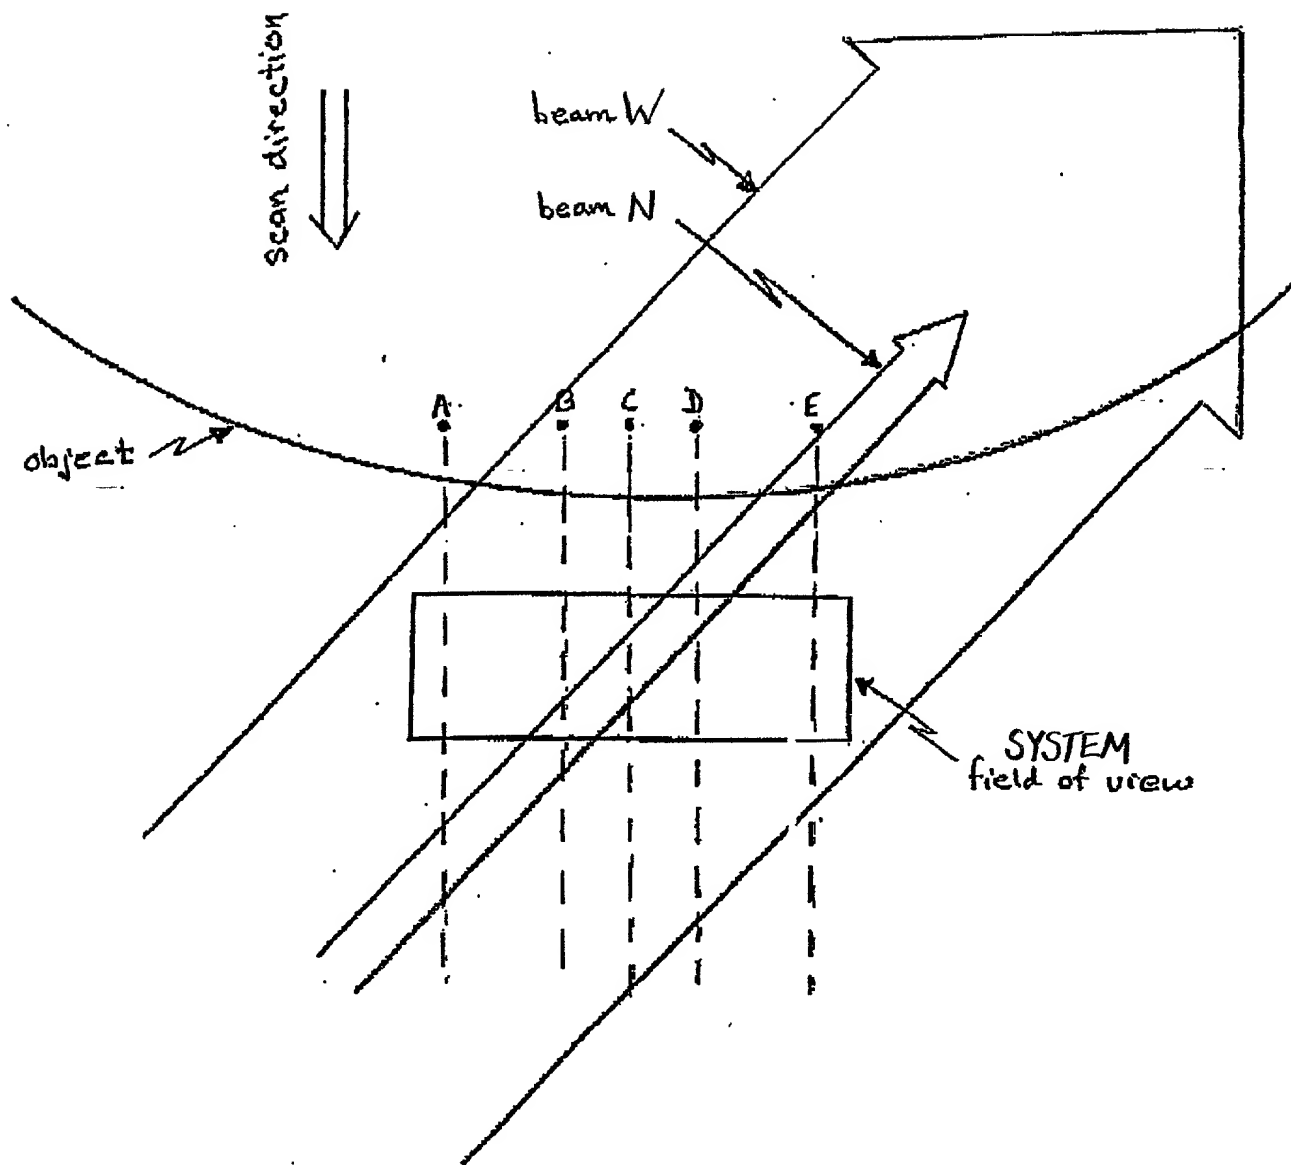 scan direction
beam W
beam N
A B C D E
object
SYSTEM
field of view